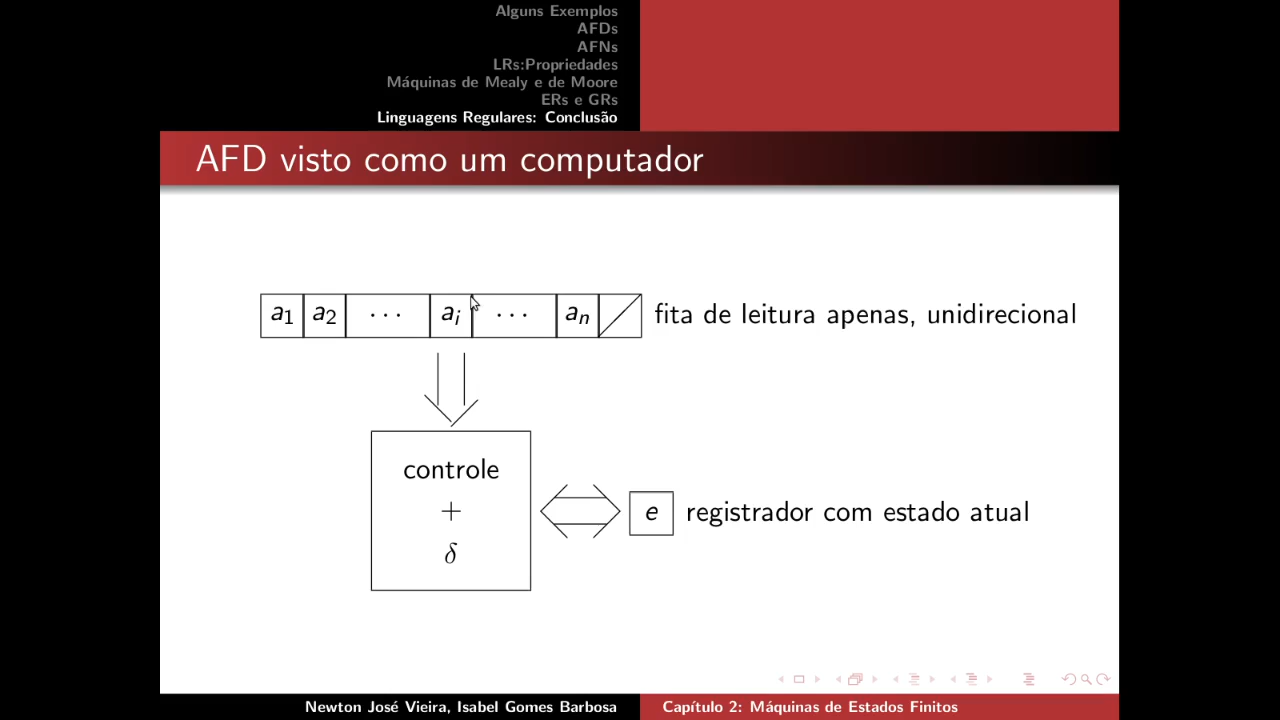 Alguns Exemplos
AFDs
AFNs
LRs:Propriedades
Máquinas de Mealy e de Moore
ERs e GRs
Linguagens Regulares: Conclusão
AFD visto como um computador
a1 a2 ··· ai ··· an fita de leitura apenas, unidirecional
controle
+
e registrador com estado atual
δ
Newton José Vieira, Isabel Gomes Barbosa Capítulo 2: Máquinas de Estados Finitos